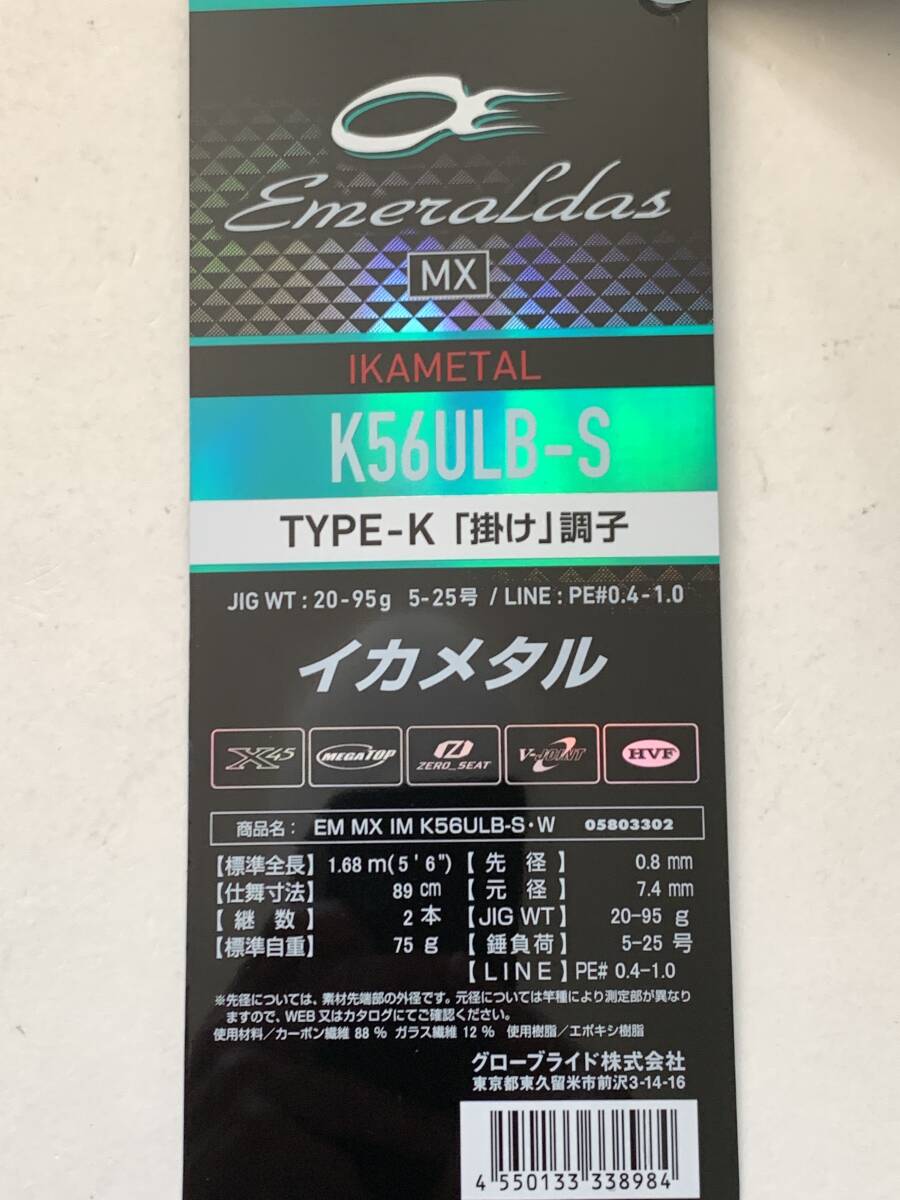 Emeraldas
MX
IKAMETAL
K56ULB-S
TYPE-K 「掛け」調子
JIG WT : 20-95g 5-25号 / LINE : PE#0.4-1.0
イカメタル
X45 MEGATOP ZERO_SEAT V-JOINT HVF
商品名： EM MX IM K56ULB-S・W 05803302
【標準全長】 1.68 m(5'6") 【先径】 0.8 mm
【仕舞寸法】 89 cm 【元径】 7.4 mm
【継数】 2 本 【JIG WT】 20-95 g
【標準自重】 75 g 【錘負荷】 5-25 号
【LINE】 PE# 0.4-1.0
※先径については、素材先端部の外径です。元径については竿種により測定部が異なり
ますので、WEB又はカタログにてご確認ください。
使用材料／カーボン繊維 88 % ガラス繊維 12 % 使用樹脂／エポキシ樹脂
グローブライド株式会社
東京都東久留米市前沢3-14-16
4 550133 338984